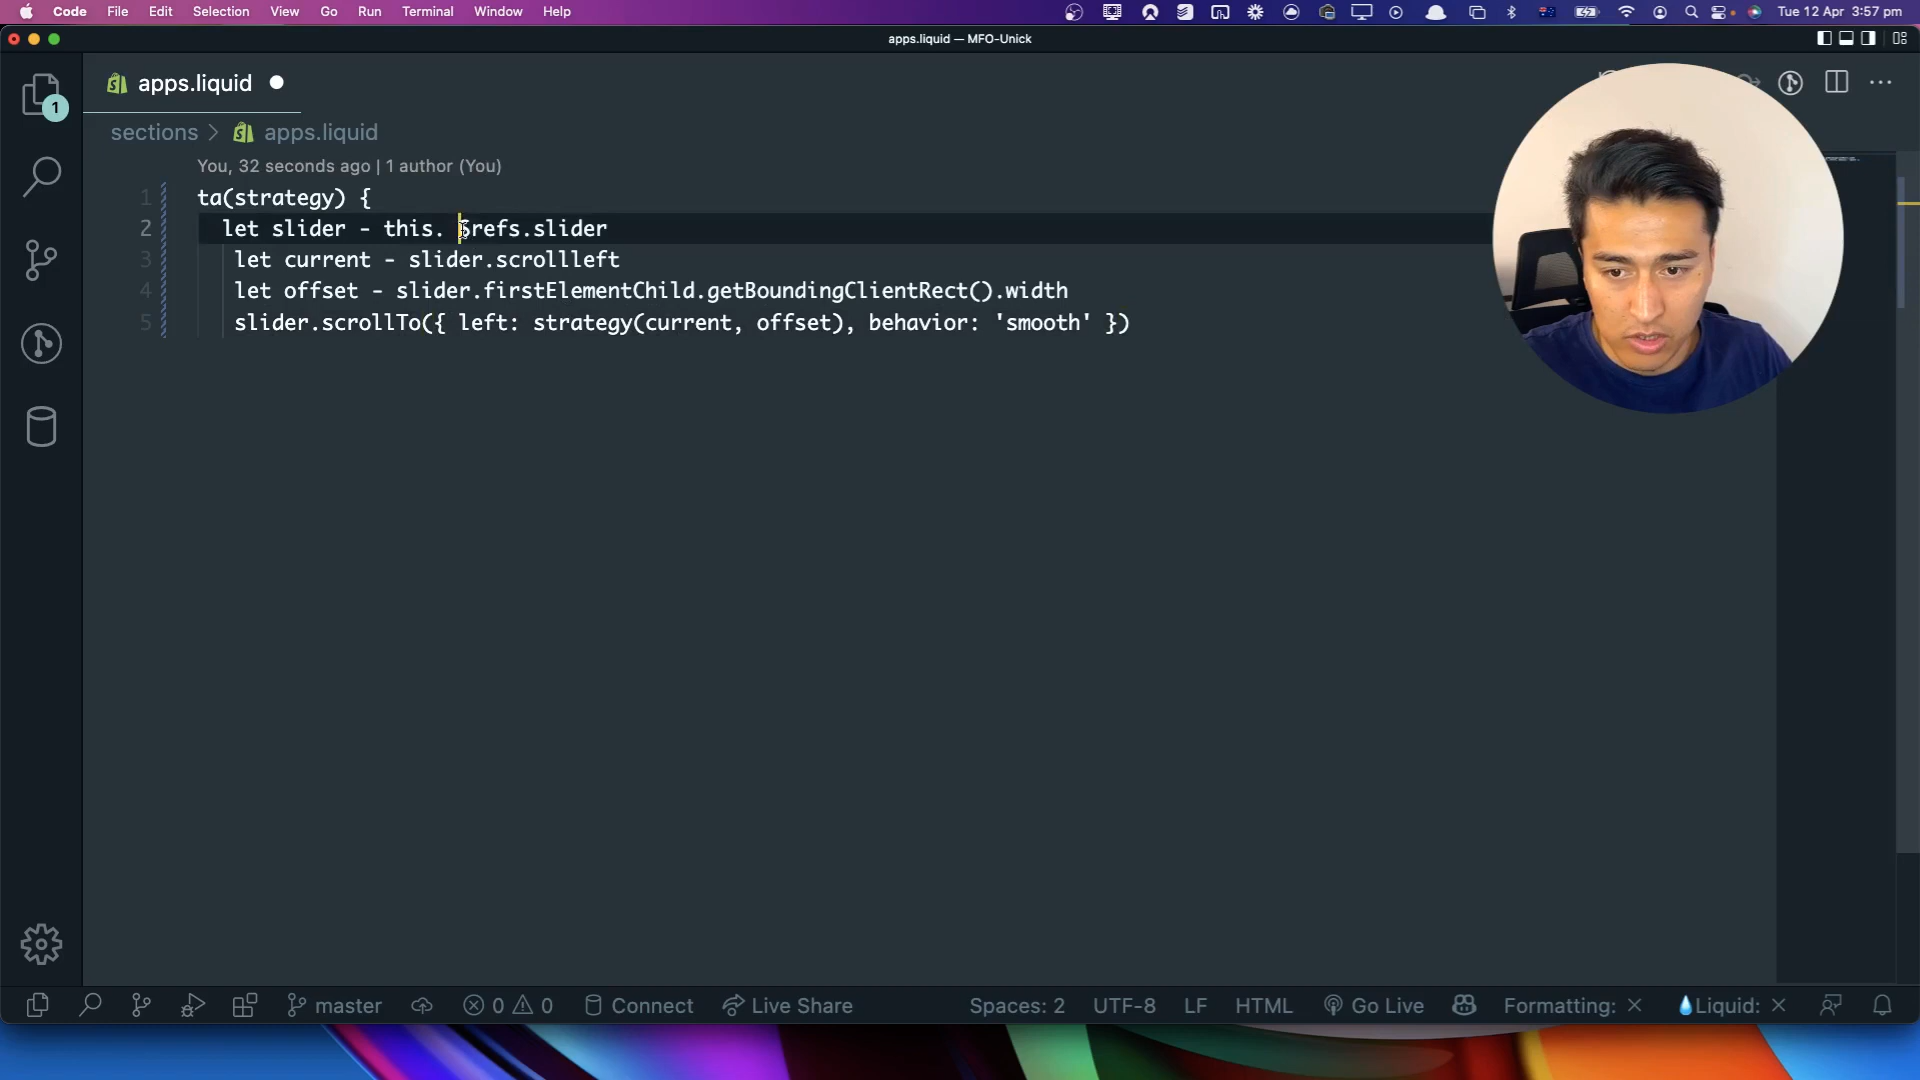 Code File Edit Selection View Go Run Terminal Window Help Tue 12 Apr 3:57 pm
apps.liquid — MFO-Unick
1
apps.liquid
sections > apps.liquid
You, 32 seconds ago | 1 author (You)
1 ta(strategy) {
2 let slider - this. $refs.slider
3 let current - slider.scrollleft
4 let offset - slider.firstElementChild.getBoundingClientRect().width
5 slider.scrollTo({ left: strategy(current, offset), behavior: 'smooth' })
master 0 0 Connect Live Share Spaces: 2 UTF-8 LF HTML Go Live Formatting: × Liquid: ×